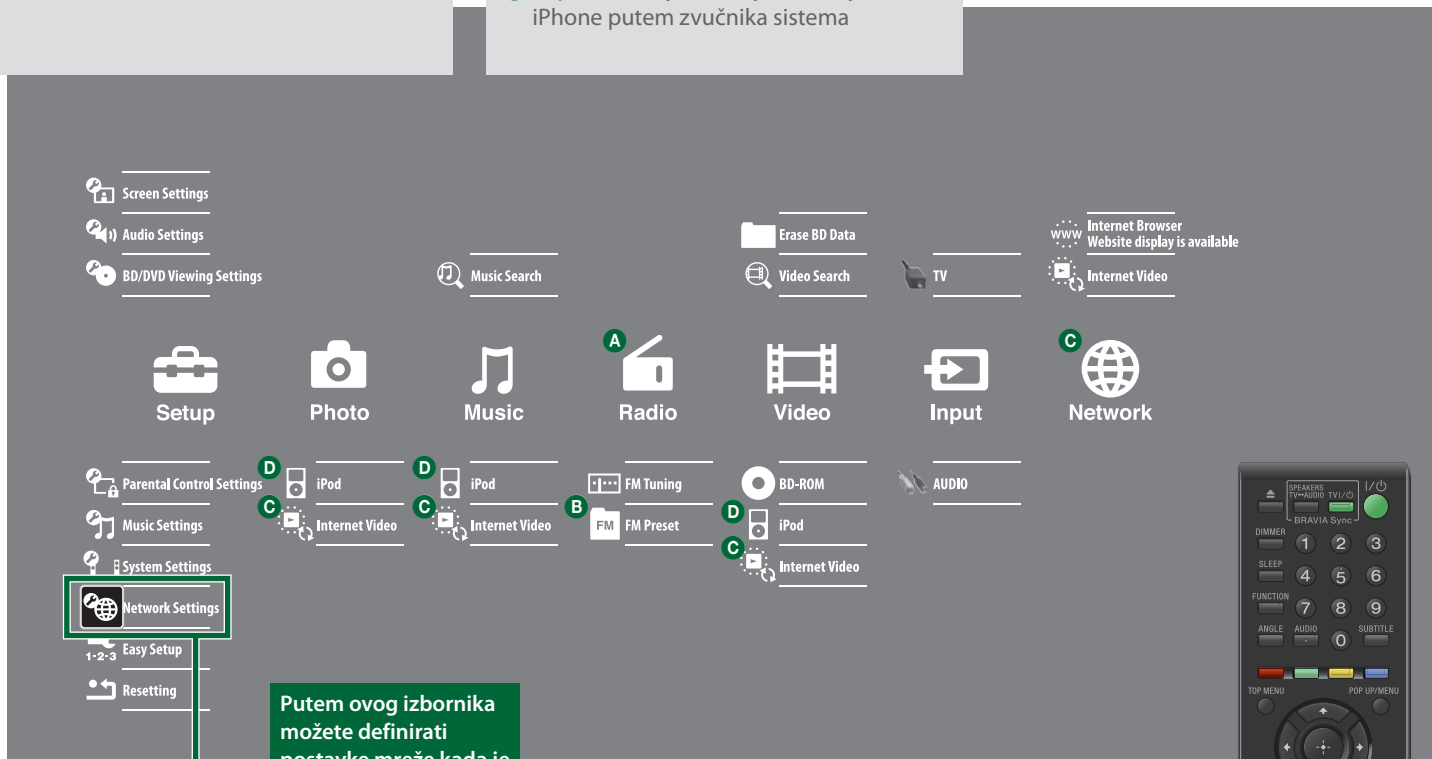 iPhone putem zvučnika sistema
Screen Settings
Audio Settings
BD/DVD Viewing Settings
Music Search
Erase BD Data
Video Search
TV
www
Internet Browser
Website display is available
Internet Video
A
C
Setup
Photo
Music
Radio
Video
Input
Network
Parental Control Settings
Music Settings
System Settings
Network Settings
1-2-3 Easy Setup
Resetting
D
iPod
C
Internet Video
D
iPod
C
Internet Video
FM Tuning
B
FM
FM Preset
BD-ROM
D
iPod
C
Internet Video
AUDIO
Putem ovog izbornika
možete definirati
postavke mreže kada je
SPEAKERS
TV↔AUDIO TV I/⏻
I/⏻
BRAVIA Sync
DIMMER
1 2 3
SLEEP
4 5 6
FUNCTION
7 8 9
ANGLE AUDIO
0
SUBTITLE
TOP MENU
POP UP/MENU